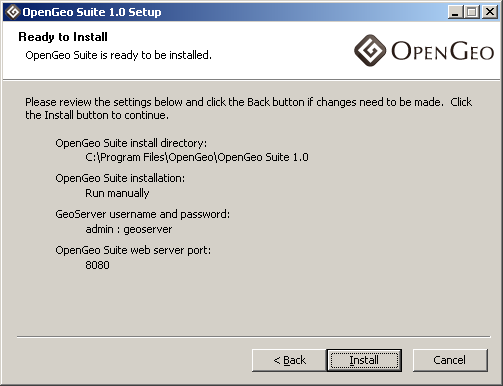 OpenGeo Suite 1.0 Setup
Ready to Install
OpenGeo Suite is ready to be installed.
OPENGEO
Please review the settings below and click the Back button if changes need to be made. Click
the Install button to continue.
OpenGeo Suite install directory:
C:\Program Files\OpenGeo\OpenGeo Suite 1.0
OpenGeo Suite installation:
Run manually
GeoServer username and password:
admin : geoserver
OpenGeo Suite web server port:
8080
< Back
Install
Cancel